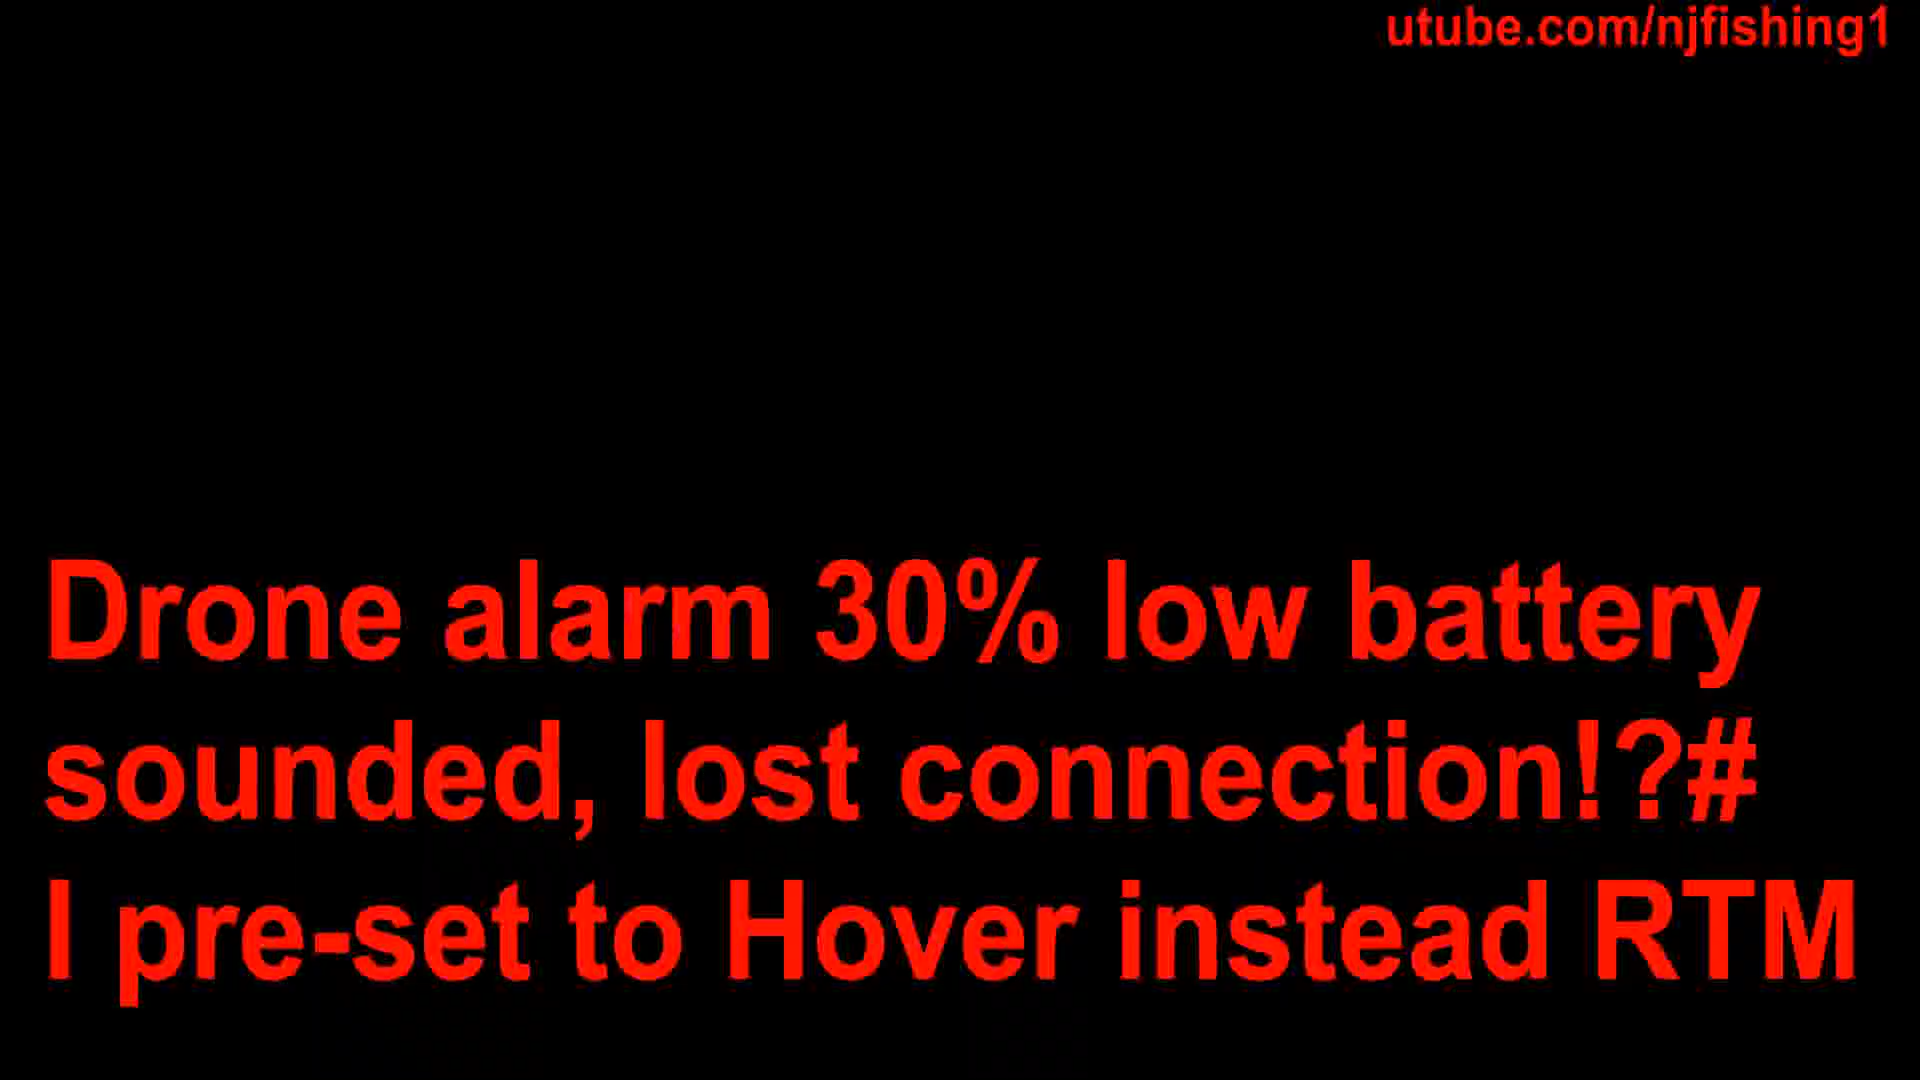 utube.com/njfishing1
Drone alarm 30% low battery
sounded, lost connection!?#
I pre-set to Hover instead RTM